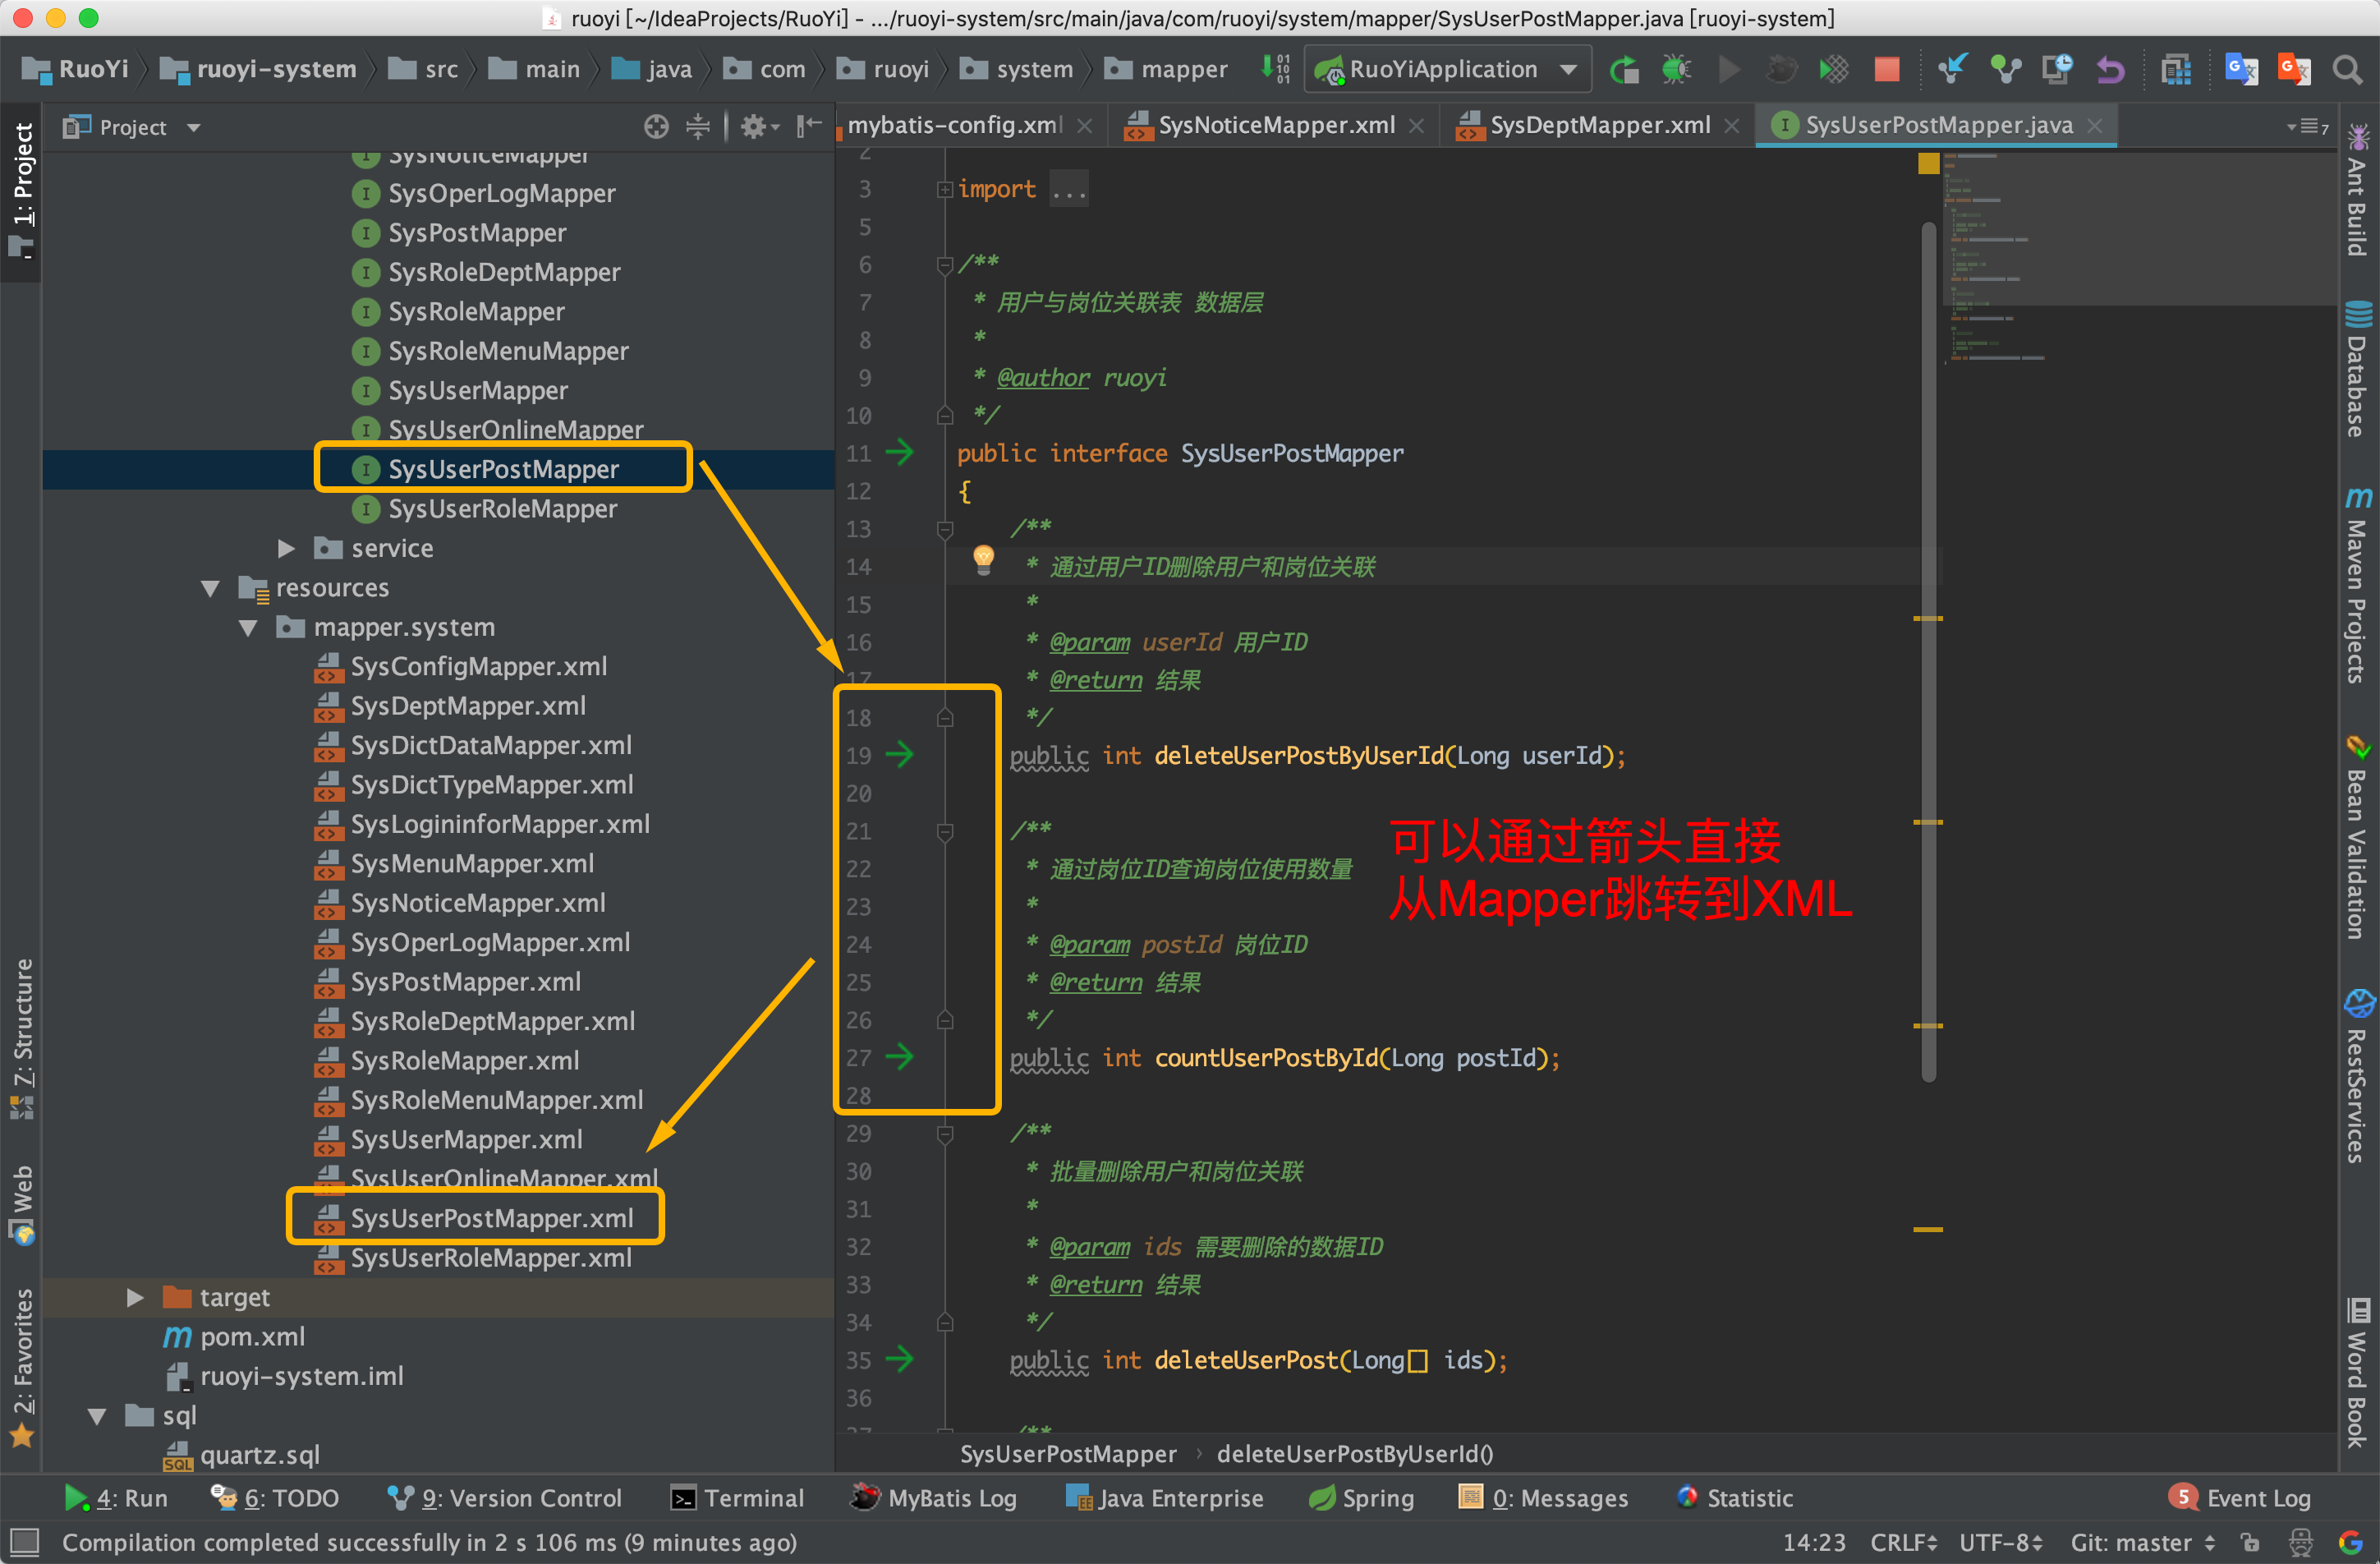 ruoyi [~/IdeaProjects/RuoYi] - .../ruoyi-system/src/main/java/com/ruoyi/system/mapper/SysUserPostMapper.java [ruoyi-system]
RuoYi ruoyi-system src main java com ruoyi system mapper RuoYiApplication
Project
mybatis-config.xml SysNoticeMapper.xml SysDeptMapper.xml SysUserPostMapper.java 7
1: Project
7: Structure
Web
2: Favorites
SysNoticeMapper
SysOperLogMapper
SysPostMapper
SysRoleDeptMapper
SysRoleMapper
SysRoleMenuMapper
SysUserMapper
SysUserOnlineMapper
SysUserPostMapper
SysUserRoleMapper
service
resources
mapper.system
SysConfigMapper.xml
SysDeptMapper.xml
SysDictDataMapper.xml
SysDictTypeMapper.xml
SysLogininforMapper.xml
SysMenuMapper.xml
SysNoticeMapper.xml
SysOperLogMapper.xml
SysPostMapper.xml
SysRoleDeptMapper.xml
SysRoleMapper.xml
SysRoleMenuMapper.xml
SysUserMapper.xml
SysUserOnlineMapper.xml
SysUserPostMapper.xml
SysUserRoleMapper.xml
target
pom.xml
ruoyi-system.iml
sql
quartz.sql
2
3 import ...
5
6 /**
7 * 用户与岗位关联表 数据层
8 *
9 * @author ruoyi
10 */
11 public interface SysUserPostMapper
12 {
13 /**
14 * 通过用户ID删除用户和岗位关联
15 *
16 * @param userId 用户ID
17 * @return 结果
18 */
19 public int deleteUserPostByUserId(Long userId);
20
21 /**
22 * 通过岗位ID查询岗位使用数量
23 *
24 * @param postId 岗位ID
25 * @return 结果
26 */
27 public int countUserPostById(Long postId);
28
29 /**
30 * 批量删除用户和岗位关联
31 *
32 * @param ids 需要删除的数据ID
33 * @return 结果
34 */
35 public int deleteUserPost(Long[] ids);
36
37 /**
可以通过箭头直接
从Mapper跳转到XML
SysUserPostMapper › deleteUserPostByUserId()
Ant Build
Database
Maven Projects
Bean Validation
RestServices
Word Book
4: Run 6: TODO 9: Version Control Terminal MyBatis Log Java Enterprise Spring 0: Messages Statistic 5 Event Log
Compilation completed successfully in 2 s 106 ms (9 minutes ago) 14:23 CRLF UTF-8 Git: master